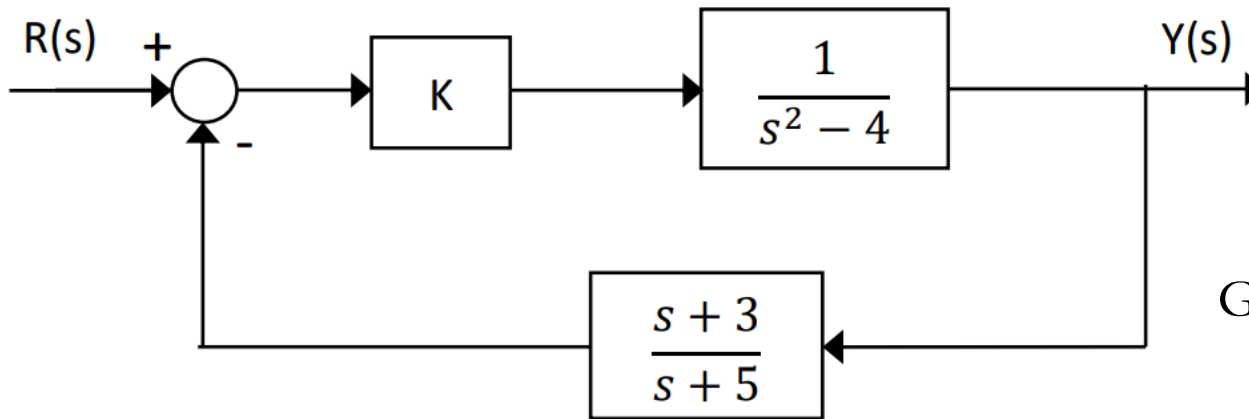 R(s)
+
-
K
1
s² − 4
Y(s)
s + 3
s + 5
G